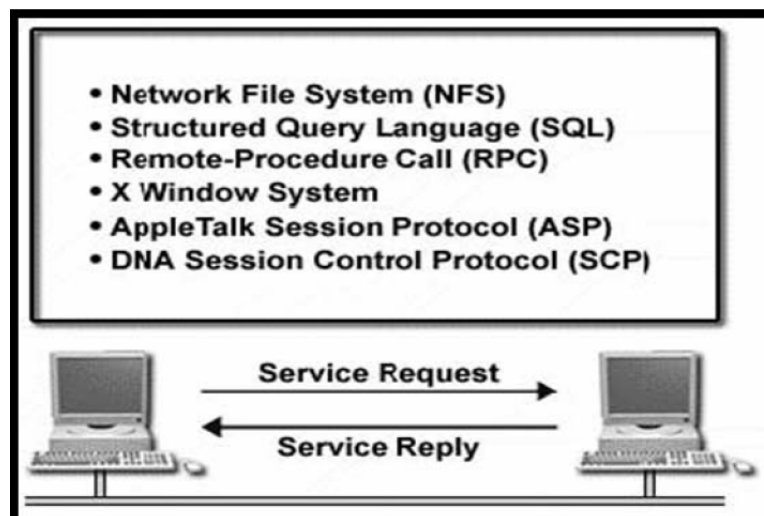 • Network File System (NFS)
• Structured Query Language (SQL)
• Remote-Procedure Call (RPC)
• X Window System
• AppleTalk Session Protocol (ASP)
• DNA Session Control Protocol (SCP)
Service Request
Service Reply